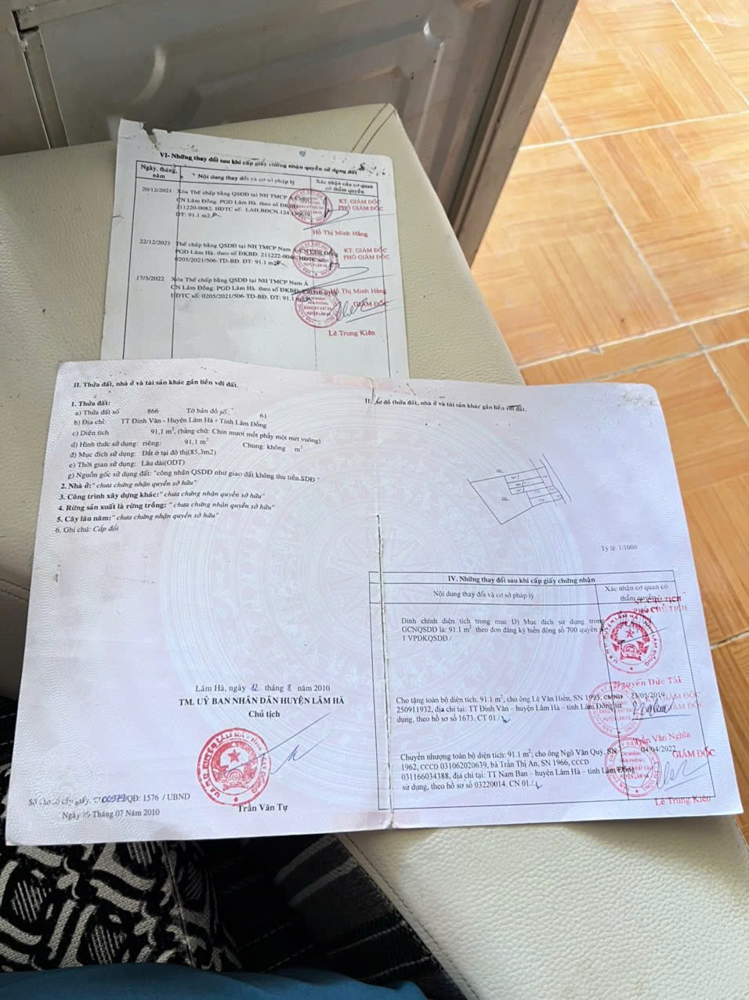 VI- Những thay đổi sau khi cấp giấy chứng nhận quyền sử dụng đất
Ngày, tháng, năm
Nội dung thay đổi và cơ sở pháp lý
Xác nhận của cơ quan có thẩm quyền
20/12/2021 Xóa Thế chấp bằng QSDĐ tại NH TMCP Á
CN Lâm Đồng. PGD Lâm Hà. theo số ĐKBĐ:
211220-0082. HĐTC số: LAH.BĐCN.124
DT: 91.1 m2
KT. GIÁM ĐỐC
PHÓ GIÁM ĐỐC
Hồ Thị Minh Hằng
22/12/2021 Thế chấp bằng QSDĐ tại NH TMCP Nam Á - CN Lâm Đồng
PGD Lâm Hà. theo số ĐKBĐ: 211222-0046. HĐTC số:
0205/2021/506-TD-BĐ. DT: 91.1 m2
KT. GIÁM ĐỐC
PHÓ GIÁM ĐỐC
Hồ Thị Minh Hằng
17/3/2022 Xóa Thế chấp bằng QSDĐ tại NH TMCP Nam Á
CN Lâm Đồng. PGD Lâm Hà. theo số ĐKBĐ:
HĐTC số: 0205/2021/506-TD-BĐ. DT: 91.1 m2
GIÁM ĐỐC
Lê Trung Kiên
II. Thửa đất, nhà ở và tài sản khác gắn liền với đất.
1. Thửa đất:
a) Thửa đất số 866 Tờ bản đồ số 61
b) Địa chỉ: TT Đinh Văn - Huyện Lâm Hà - Tỉnh Lâm Đồng
c) Diện tích 91,1 m², (bằng chữ: Chín mươi mốt phẩy một mét vuông)
d) Hình thức sử dụng: riêng: 91,1 m² Chung: không m²
đ) Mục đích sử dụng: Đất ở tại đô thị(85,3m2)
e) Thời gian sử dụng: Lâu dài(ODT)
g) Nguồn gốc sử dụng đất: "công nhận QSDĐ như giao đất không thu tiền SDĐ "
2. Nhà ở:" chưa chứng nhận quyền sở hữu"
3. Công trình xây dựng khác:" chưa chứng nhận quyền sở hữu"
4. Rừng sản xuất là rừng trồng: " chưa chứng nhận quyền sở hữu"
5. Cây lâu năm:" chưa chứng nhận quyền sở hữu"
6. Ghi chú: Cấp đổi
Lâm Hà, ngày 12 tháng 8 năm 2010
TM. UỶ BAN NHÂN DÂN HUYỆN LÂM HÀ
Chủ tịch
Trần Văn Tự
Số vào sổ cấp giấy: /QĐ: 1576 / UBND
Ngày 25 Tháng 07 Năm 2010
II. Sơ đồ thửa đất, nhà ở và tài sản khác gắn liền với đất.
Tỷ lệ: 1/1000
IV. Những thay đổi sau khi cấp giấy chứng nhận
Nội dung thay đổi và cơ sở pháp lý
Xác nhận cơ quan có thẩm quyền
PHÓ CHỦ TỊCH
Đính chính diện tích trong mục Đ) Mục đích sử dụng trong
GCNQSDĐ là: 91.1 m² theo đơn đăng ký biến động số 700 quyển
1 VPĐKQSDĐ /
Nguyễn Đức Tài
Cho tặng toàn bộ diện tích: 91.1 m²; cho ông Lê Văn Hiền, SN 1995, CMND
250911932, địa chỉ tại: TT Đinh Văn – huyện Lâm Hà – tỉnh Lâm Đồng sử
dụng, theo hồ sơ số 1673. CT 01./
23/05/2019
GIÁM ĐỐC
Trần Văn Nghĩa
Chuyển nhượng toàn bộ diện tích: 91.1 m²; cho ông Ngô Văn Quý, SN
1962, CCCD 031062020639, bà Trần Thị An, SN 1966, CCCD
031166034388, địa chỉ tại: TT Nam Ban – huyện Lâm Hà – tỉnh Lâm Đồng
sử dụng, theo hồ sơ số 03220014. CN 01./
04/04/2022
GIÁM ĐỐC
Lê Trung Kiên